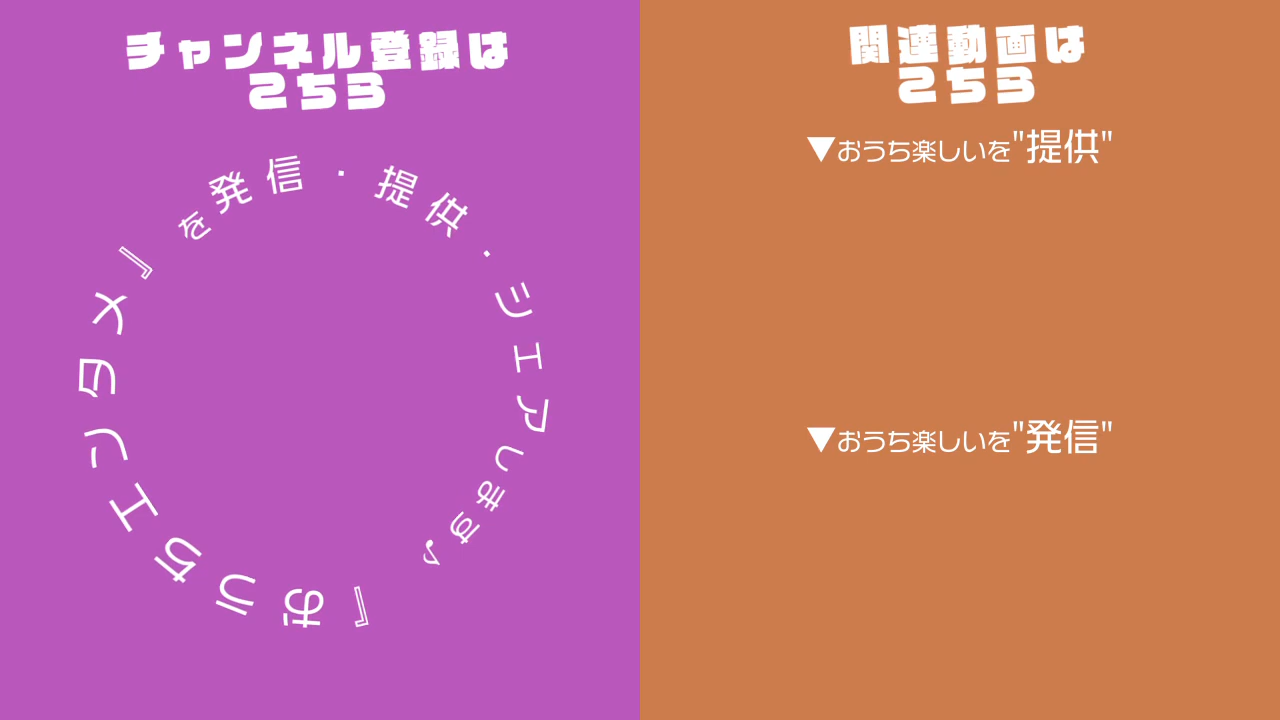 チャンネル登録は
こちら
『おうちエンタメ』を発信・提供・シェアします♪
関連動画は
こちら
▼おうち楽しいを"提供"
▼おうち楽しいを"発信"